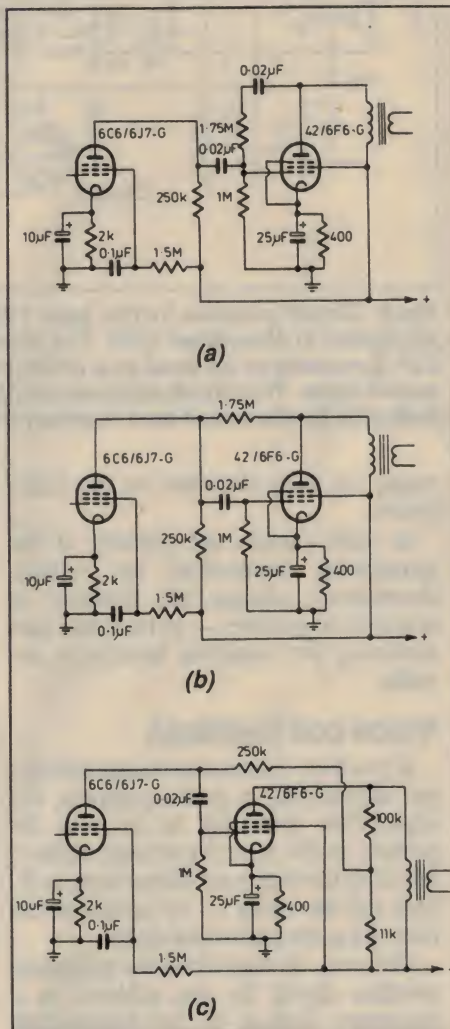 0·02µF
6C6/6J7-G
42/6F6-G
1·75M
0·02µF
250k
1M
10µF
+
2k
0·1µF
1·5M
25µF
+
400
+
(a)
1·75M
6C6/6J7-G
42/6F6-G
0·02µF
250k
1M
10µF
+
2k
0·1µF
1·5M
25µF
+
400
+
(b)
250k
6C6/6J7-G
42/6F6-G
0·02µF
100k
1M
10µF
+
2k
0·1µF
25µF
+
400
11k
1·5M
(c)